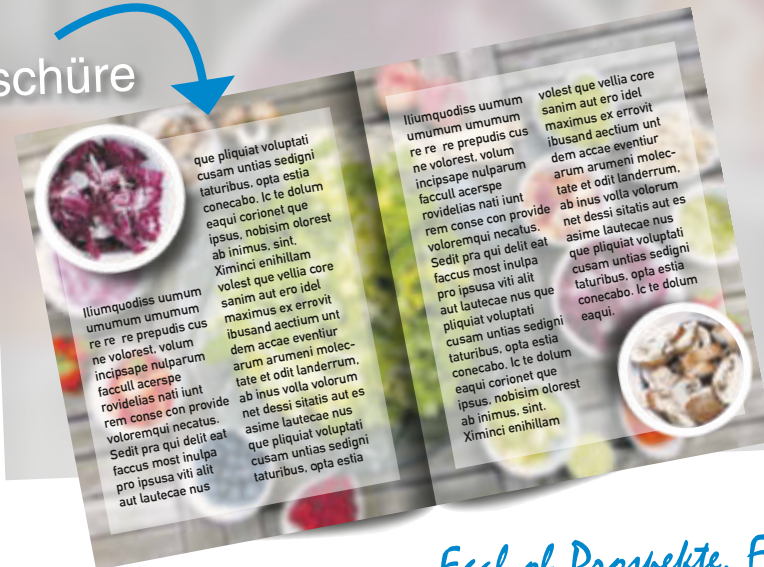 schüre
que pliquiat voluptati
cusam untias sedigni
taturibus, opta estia
conecabo. Ic te dolum
eaqui corionet que
ipsus, nobisim olorest
ab inimus, sint.
Ximinci enihillam
Iliumquodiss uumum
umumum umumum
re re re prepudis cus
ne volorest, volum
incipsape nulparum
faccull acerspe
rovidelias nati iunt
rem conse con provide
voloremqui necatus.
Sedit pra qui delit eat
faccus most inulpa
pro ipsusa viti alit
aut lautecae nus
volest que vellia core
sanim aut ero idel
maximus ex errovit
ibusand aectium unt
dem accae eventiur
arum arumeni molec-
tate et odit landerrum,
ab inus volla volorum
net dessi sitatis aut es
asime lautecae nus
que pliquiat voluptati
cusam untias sedigni
taturibus, opta estia
Iliumquodiss uumum
umumum umumum
re re re prepudis cus
ne volorest, volum
incipsape nulparum
faccull acerspe
rovidelias nati iunt
rem conse con provide
voloremqui necatus.
Sedit pra qui delit eat
faccus most inulpa
pro ipsusa viti alit
aut lautecae nus que
pliquiat voluptati
cusam untias sedigni
taturibus, opta estia
conecabo. Ic te dolum
eaqui corionet que
ipsus, nobisim olorest
ab inimus, sint.
Ximinci enihillam
volest que vellia core
sanim aut ero idel
maximus ex errovit
ibusand aectium unt
dem accae eventiur
arum arumeni molec-
tate et odit landerrum,
ab inus volla volorum
net dessi sitatis aut es
asime lautecae nus
que pliquiat voluptati
cusam untias sedigni
taturibus, opta estia
conecabo. Ic te dolum
eaqui.
Egal ob Prospekte, F